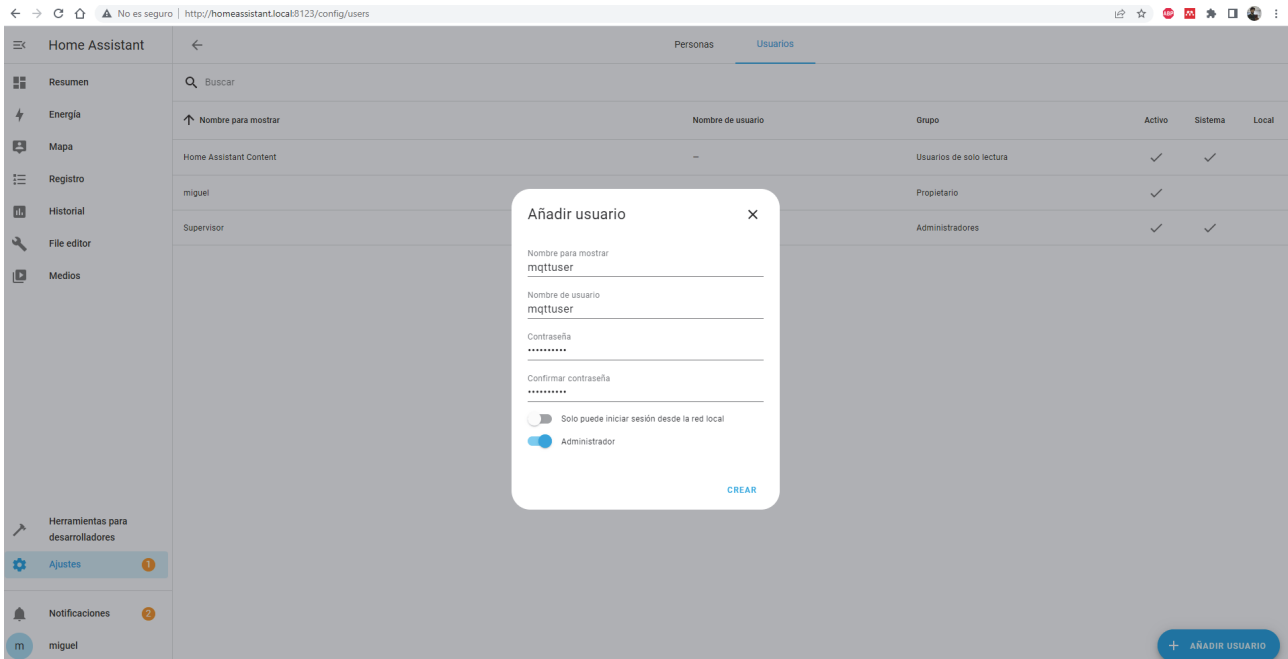 No es seguro | http://homeassistant.local:8123/config/users
ABP
Home Assistant
Personas
Usuarios
Resumen
Energía
Mapa
Registro
Historial
File editor
Medios
Herramientas para
desarrolladores
Ajustes
1
Notificaciones
2
m
miguel
Buscar
Nombre para mostrar
Nombre de usuario
Grupo
Activo
Sistema
Local
Home Assistant Content
–
Usuarios de solo lectura
miguel
Propietario
Supervisor
Administradores
Añadir usuario
Nombre para mostrar
mqttuser
Nombre de usuario
mqttuser
Contraseña
••••••••••
Confirmar contraseña
••••••••••
Solo puede iniciar sesión desde la red local
Administrador
CREAR
AÑADIR USUARIO